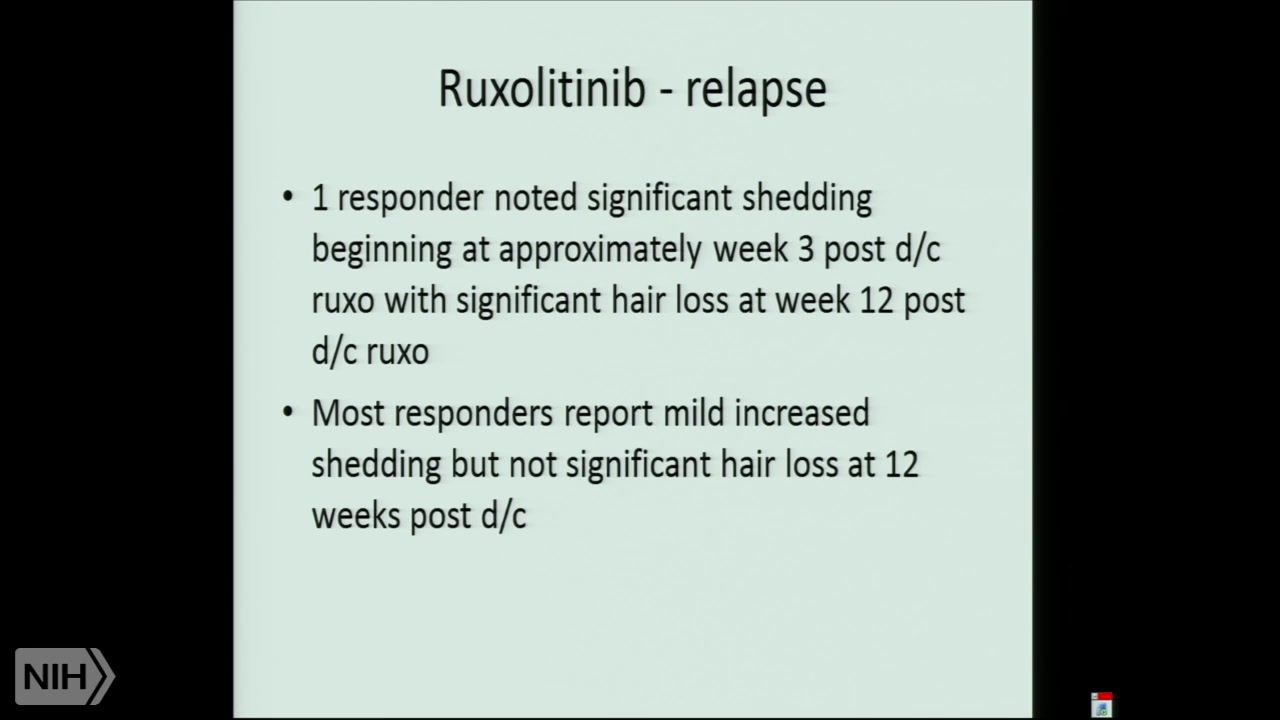 Ruxolitinib - relapse
• 1 responder noted significant shedding
beginning at approximately week 3 post d/c
ruxo with significant hair loss at week 12 post
d/c ruxo
• Most responders report mild increased
shedding but not significant hair loss at 12
weeks post d/c
NIH